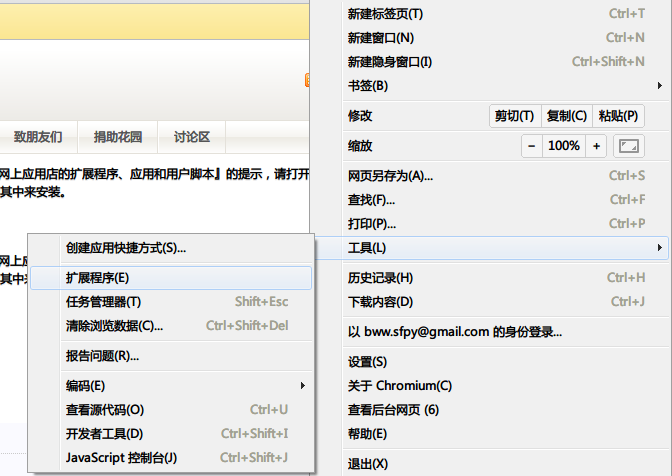 新建标签页(T) Ctrl+T
新建窗口(N) Ctrl+N
新建隐身窗口(I) Ctrl+Shift+N
书签(B)
修改 剪切(T) 复制(C) 粘贴(P)
缩放 − 100% +
网页另存为(A)... Ctrl+S
查找(F)... Ctrl+F
打印(P)... Ctrl+P
工具(L)
历史记录(H) Ctrl+H
下载内容(D) Ctrl+J
以 bww.sfpy@gmail.com 的身份登录...
设置(S)
关于 Chromium(C)
查看后台网页 (6)
帮助(E)
退出(X)
致朋友们 捐助花园 讨论区
网上应用店的扩展程序、应用和用户脚本』的提示，请打开
其中来安装。
网上应
其中来
创建应用快捷方式(S)...
扩展程序(E)
任务管理器(T) Shift+Esc
清除浏览数据(C)... Ctrl+Shift+Del
报告问题(R)...
编码(E)
查看源代码(O) Ctrl+U
开发者工具(D) Ctrl+Shift+I
JavaScript 控制台(J) Ctrl+Shift+J